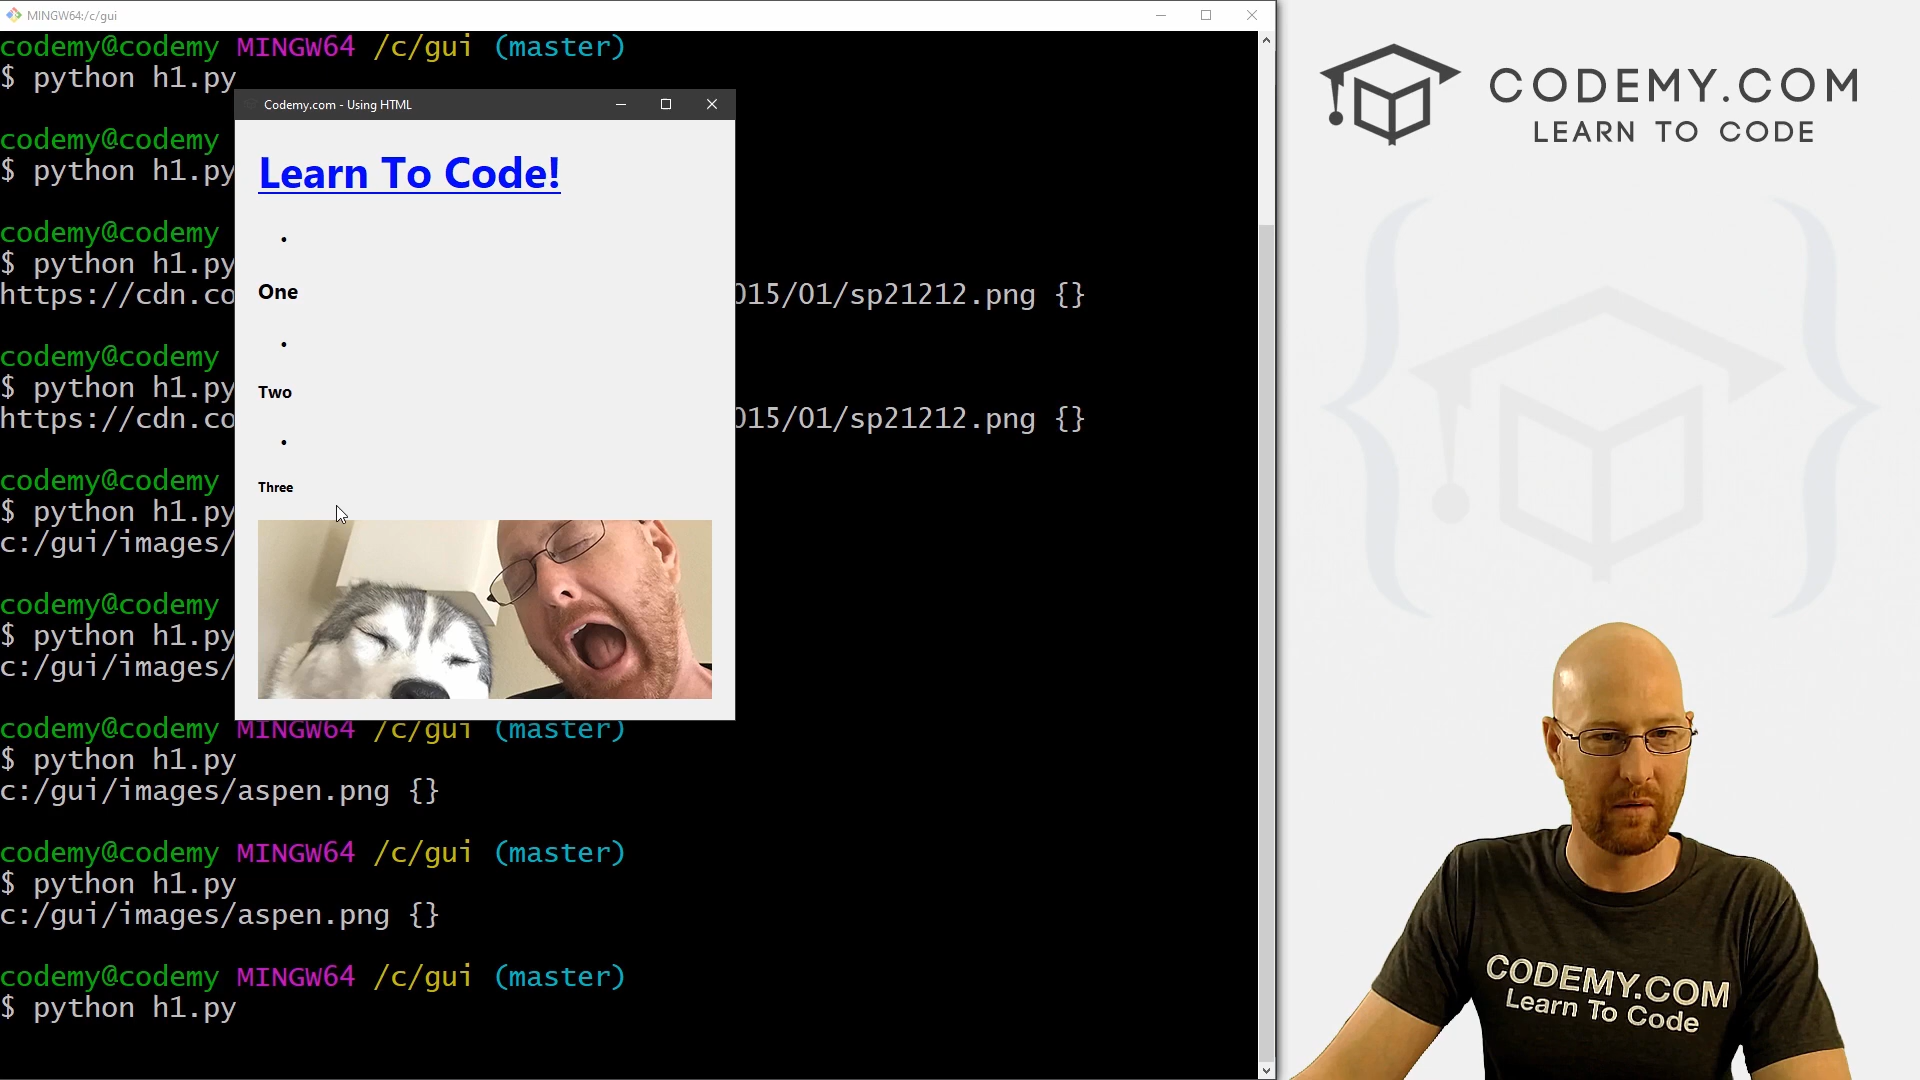 MINGW64:/c/gui
codemy@codemy MINGW64 /c/gui (master)
$ python h1.py
codemy@codemy
$ python h1.py
codemy@codemy
$ python h1.py
https://cdn.co
015/01/sp21212.png {}
codemy@codemy
$ python h1.py
https://cdn.co
015/01/sp21212.png {}
codemy@codemy
$ python h1.py
c:/gui/images/
codemy@codemy
$ python h1.py
c:/gui/images/
codemy@codemy MINGW64 /c/gui (master)
$ python h1.py
c:/gui/images/aspen.png {}
codemy@codemy MINGW64 /c/gui (master)
$ python h1.py
c:/gui/images/aspen.png {}
codemy@codemy MINGW64 /c/gui (master)
$ python h1.py
Codemy.com - Using HTML
Learn To Code!
•
One
•
Two
•
Three
CODEMY.COM
LEARN TO CODE
CODEMY.COM
Learn To Code